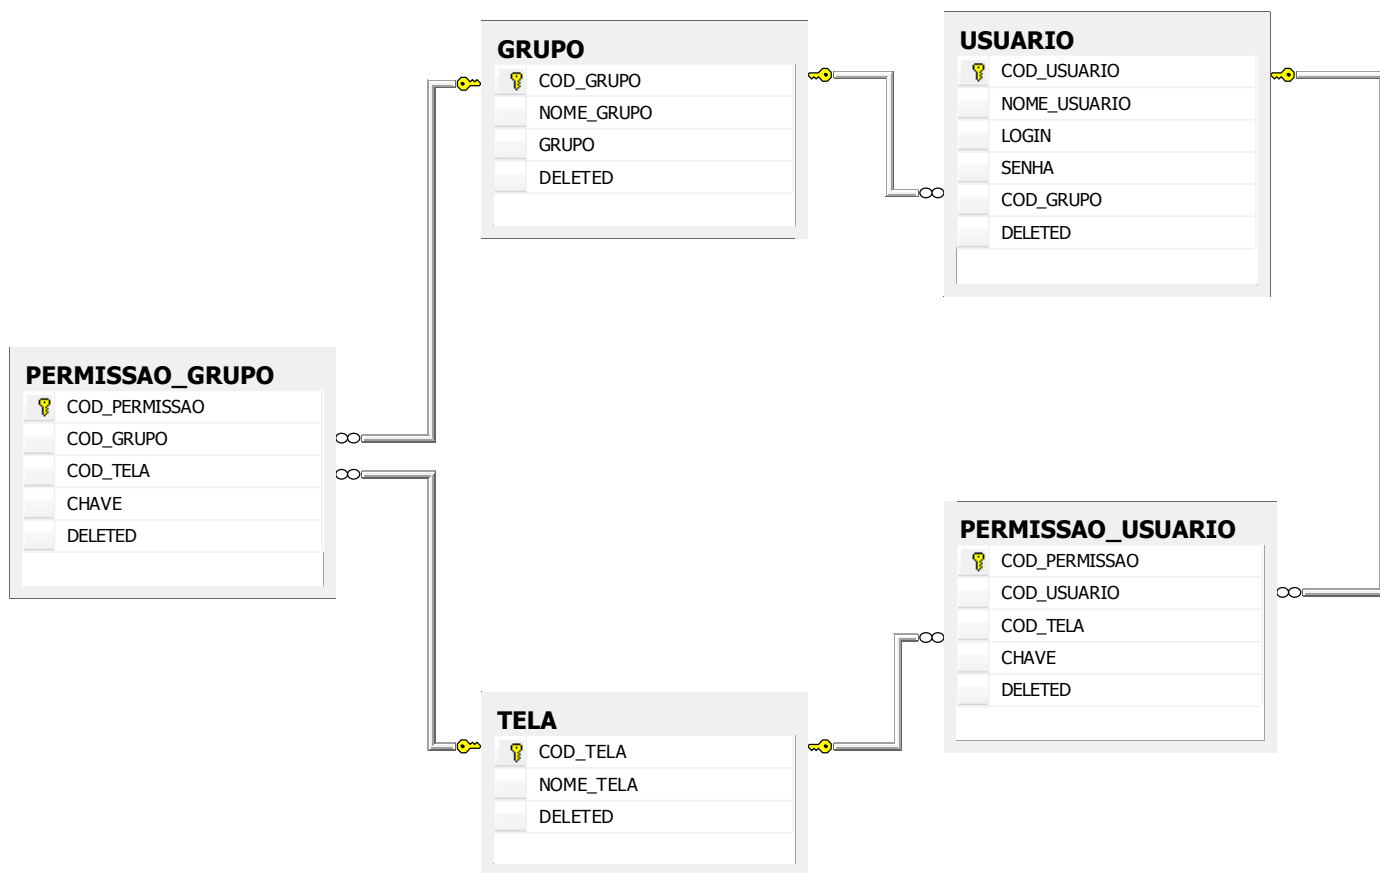 GRUPO
COD_GRUPO
NOME_GRUPO
GRUPO
DELETED
USUARIO
COD_USUARIO
NOME_USUARIO
LOGIN
SENHA
COD_GRUPO
DELETED
PERMISSAO_GRUPO
COD_PERMISSAO
COD_GRUPO
COD_TELA
CHAVE
DELETED
PERMISSAO_USUARIO
COD_PERMISSAO
COD_USUARIO
COD_TELA
CHAVE
DELETED
TELA
COD_TELA
NOME_TELA
DELETED